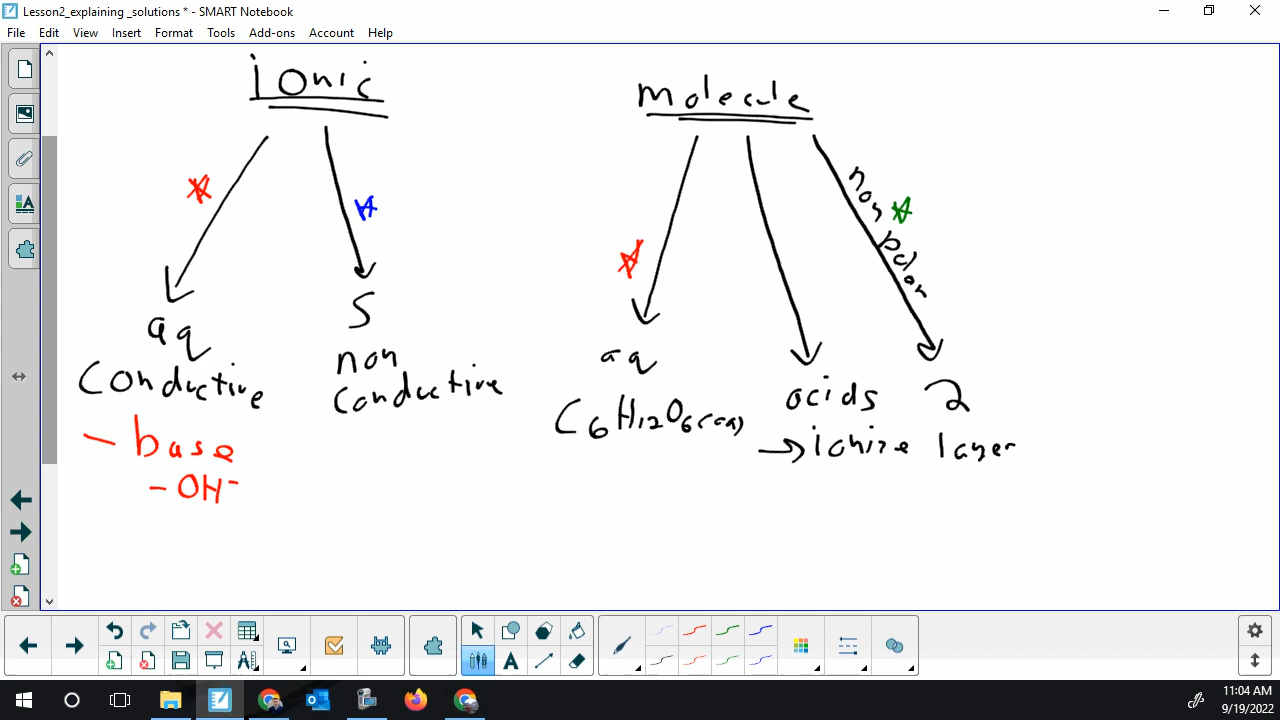 Lesson2_explaining _solutions * - SMART Notebook
File Edit View Insert Format Tools Add-ons Account Help
ionic
molecule
non polar
aq
conductive
- base
- OH⁻
S
non
conductive
aq
C6H12O6(aq)
acids
→ ionize
2
layer
A
A
11:04 AM
9/19/2022